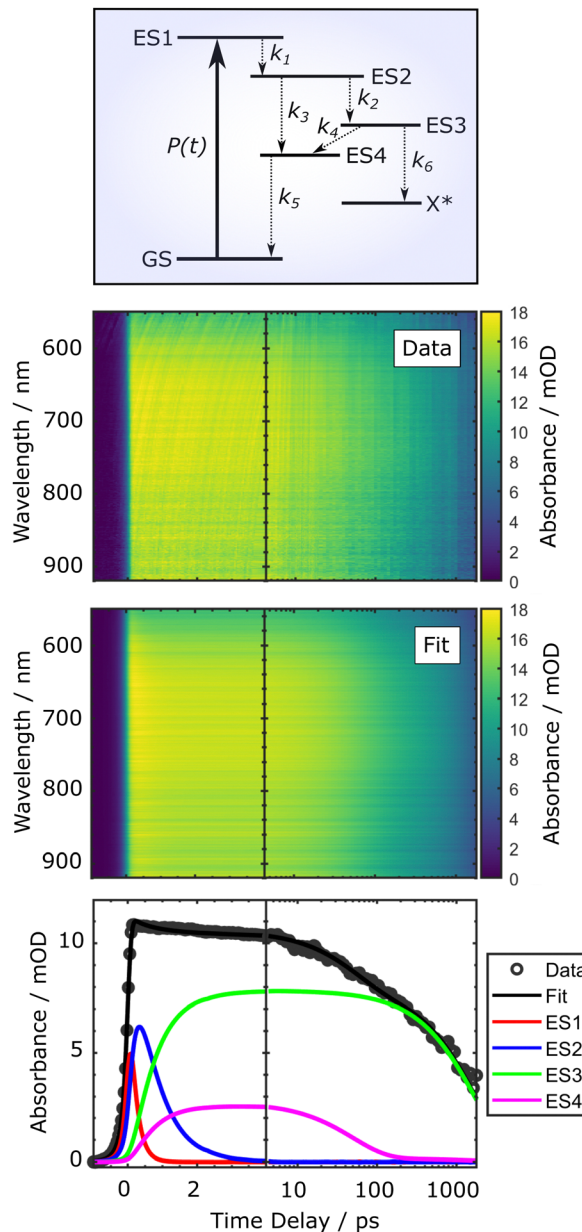 ES1
k1
ES2
k3
k2
P(t)
k4
ES3
ES4
k6
k5
X*
GS
Data
600
700
800
900
Wavelength / nm
18
16
14
12
10
8
6
4
2
0
Absorbance / mOD
Fit
600
700
800
900
Wavelength / nm
18
16
14
12
10
8
6
4
2
0
Absorbance / mOD
10
5
0
Absorbance / mOD
0 2 10 100 1000
Time Delay / ps
Data
Fit
ES1
ES2
ES3
ES4